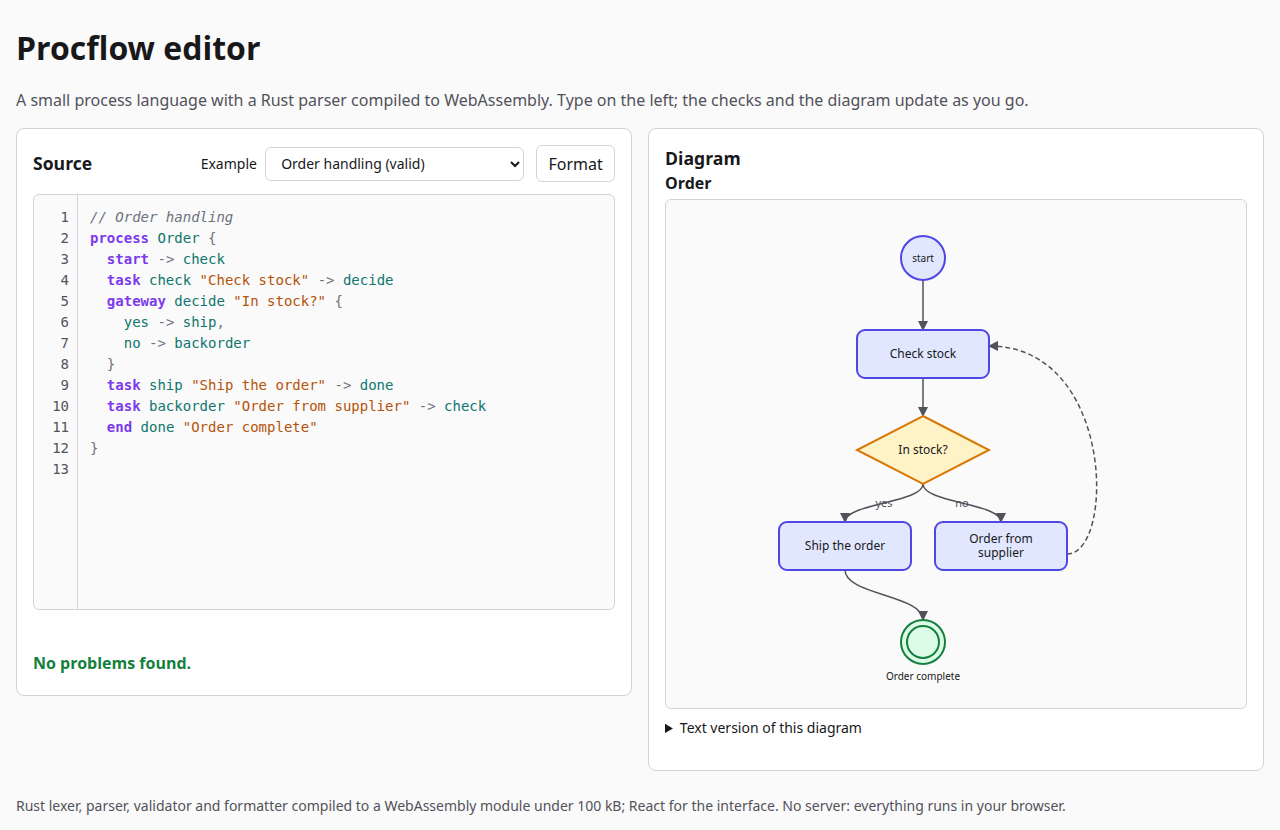 Procflow editor
A small process language with a Rust parser compiled to WebAssembly. Type on the left; the checks and the diagram update as you go.
Source
Example
Order handling (valid)
Format
1 // Order handling
2 process Order {
3   start -> check
4   task check "Check stock" -> decide
5   gateway decide "In stock?" {
6     yes -> ship,
7     no -> backorder
8   }
9   task ship "Ship the order" -> done
10   task backorder "Order from supplier" -> check
11   end done "Order complete"
12 }
13
No problems found.
Diagram
Order
start
Check stock
In stock?
yes
no
Ship the order
Order from
supplier
Order complete
Text version of this diagram
Rust lexer, parser, validator and formatter compiled to a WebAssembly module under 100 kB; React for the interface. No server: everything runs in your browser.